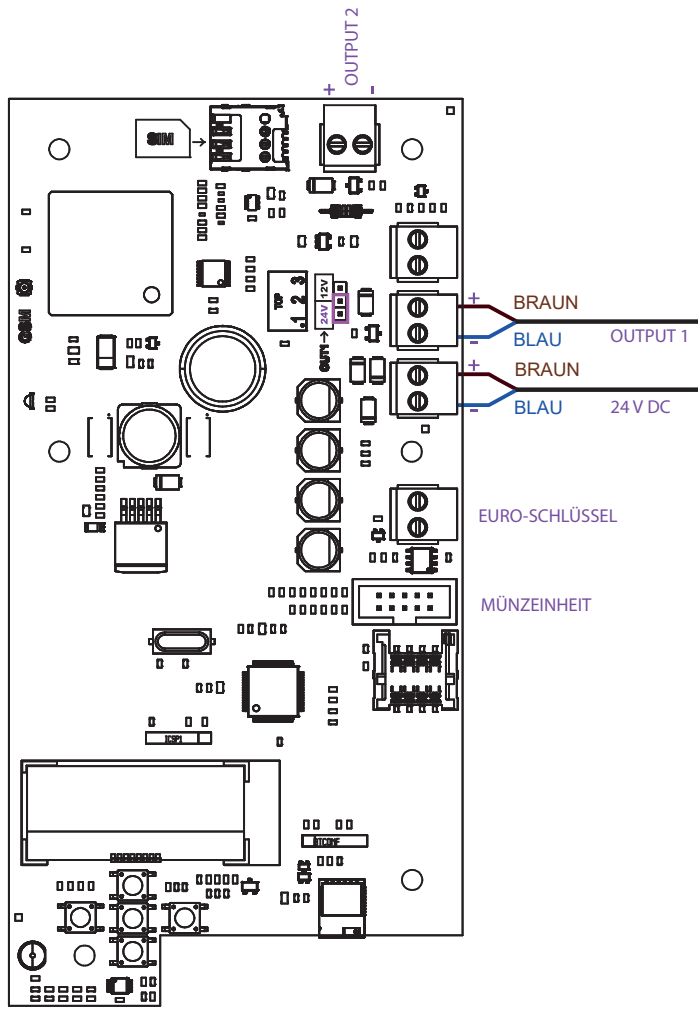 OUTPUT 2
+ -
SIM
GSM
TOP
.1 2 3
24V 12V
OUT1→
+ BRAUN
- BLAU
OUTPUT 1
+ BRAUN
- BLAU
24 V DC
EURO-SCHLÜSSEL
MÜNZEINHEIT
ICSP1
BTCONF